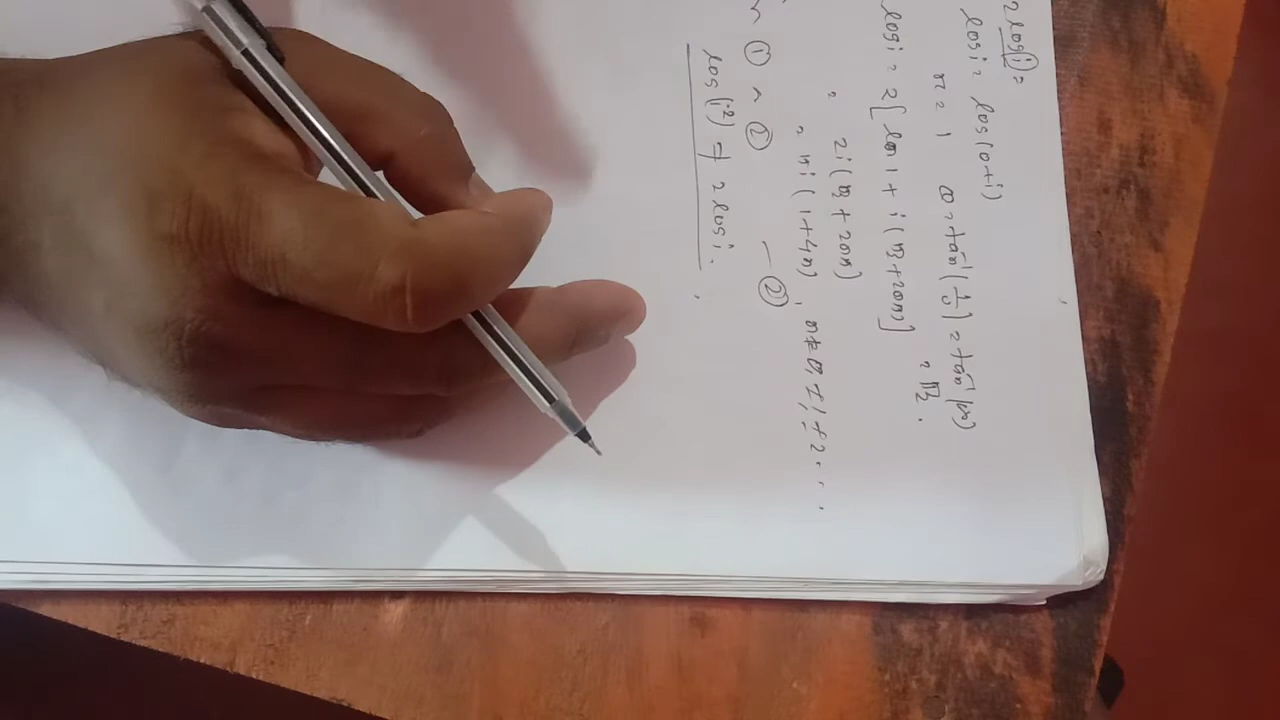 2 log(i) =
log i = log(0+i)
r = 1 θ = tan⁻¹(1/0) = tan⁻¹(∞)
= π/2.
log i = 2[ln 1 + i(π/2 + 2nπ)]
= 2i(π/2 + 2nπ)
= πi(1+4n), n = 0, ±1, ±2 . . .
— ②
① ②
log(i²) ≠ 2 log i.